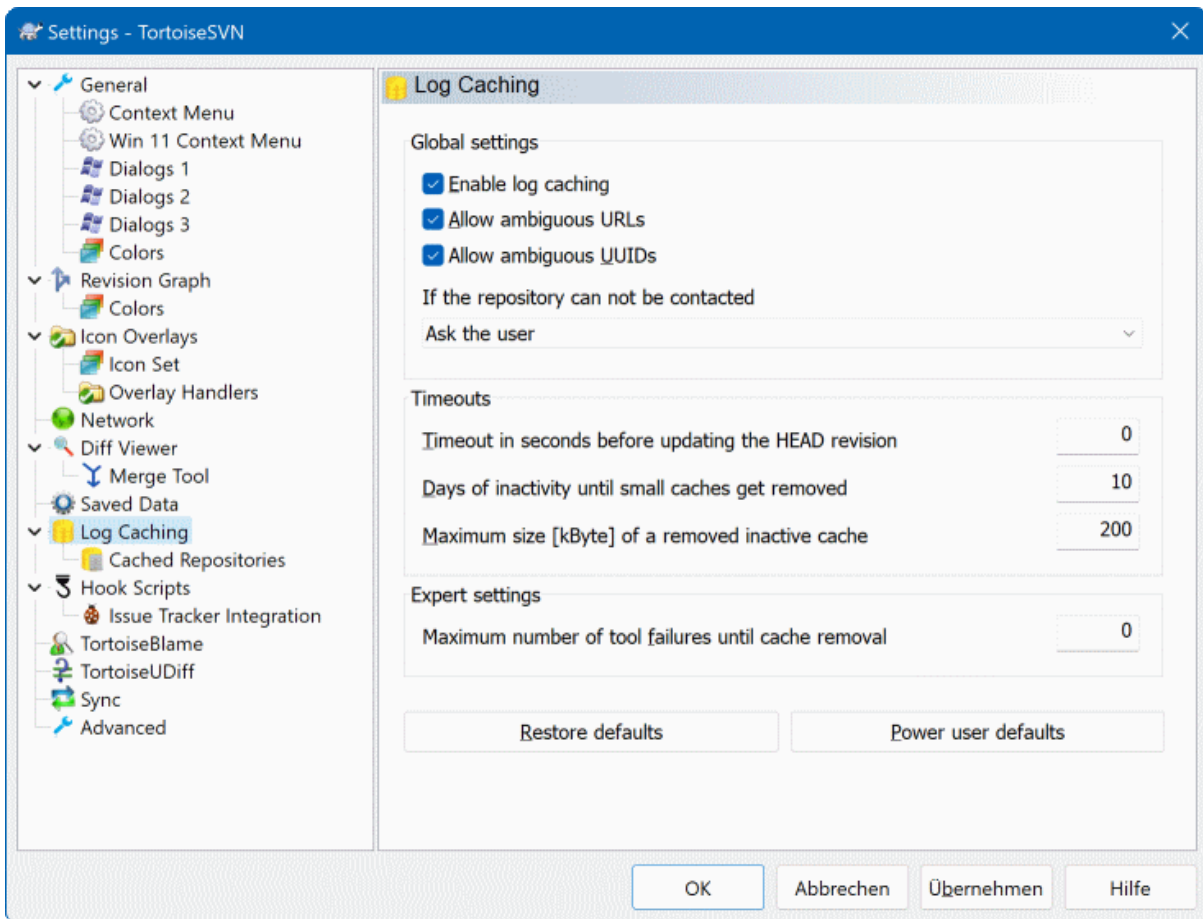 Settings - TortoiseSVN
General
Context Menu
Win 11 Context Menu
Dialogs 1
Dialogs 2
Dialogs 3
Colors
Revision Graph
Colors
Icon Overlays
Icon Set
Overlay Handlers
Network
Diff Viewer
Merge Tool
Saved Data
Log Caching
Cached Repositories
Hook Scripts
Issue Tracker Integration
TortoiseBlame
TortoiseUDiff
Sync
Advanced
Log Caching
Global settings
Enable log caching
Allow ambiguous URLs
Allow ambiguous UUIDs
If the repository can not be contacted
Ask the user
Timeouts
Timeout in seconds before updating the HEAD revision 0
Days of inactivity until small caches get removed 10
Maximum size [kByte] of a removed inactive cache 200
Expert settings
Maximum number of tool failures until cache removal 0
Restore defaults Power user defaults
OK Abbrechen Übernehmen Hilfe